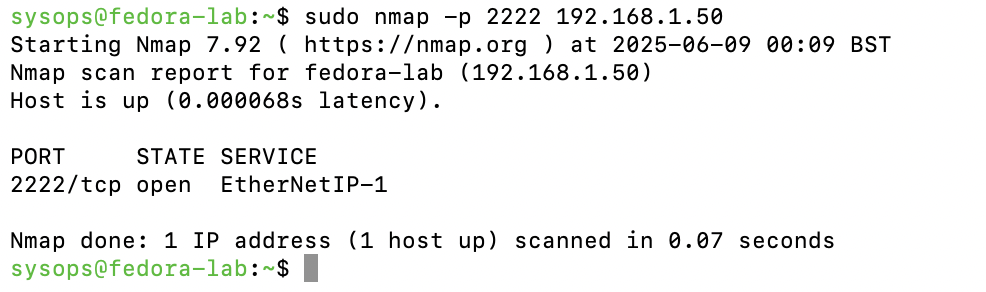 sysops@fedora-lab:~$ sudo nmap -p 2222 192.168.1.50
Starting Nmap 7.92 ( https://nmap.org ) at 2025-06-09 00:09 BST
Nmap scan report for fedora-lab (192.168.1.50)
Host is up (0.000068s latency).

PORT     STATE SERVICE
2222/tcp open  EtherNetIP-1

Nmap done: 1 IP address (1 host up) scanned in 0.07 seconds
sysops@fedora-lab:~$